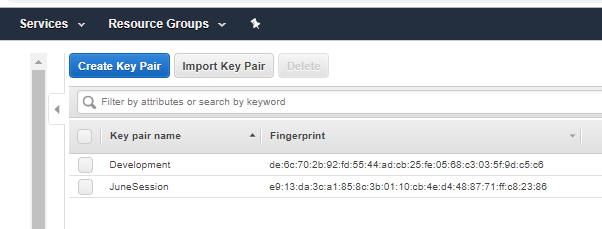 Services Resource Groups
Create Key Pair Import Key Pair Delete
Filter by attributes or search by keyword
Key pair name Fingerprint
Development de:6c:70:2b:92:fd:55:44:ad:cb:25:fe:05:68:c3:03:5f:9d:c5:c6
JuneSession e9:13:da:3c:a1:85:8c:3b:01:10:cb:4e:d4:48:87:71:ff:c8:23:86